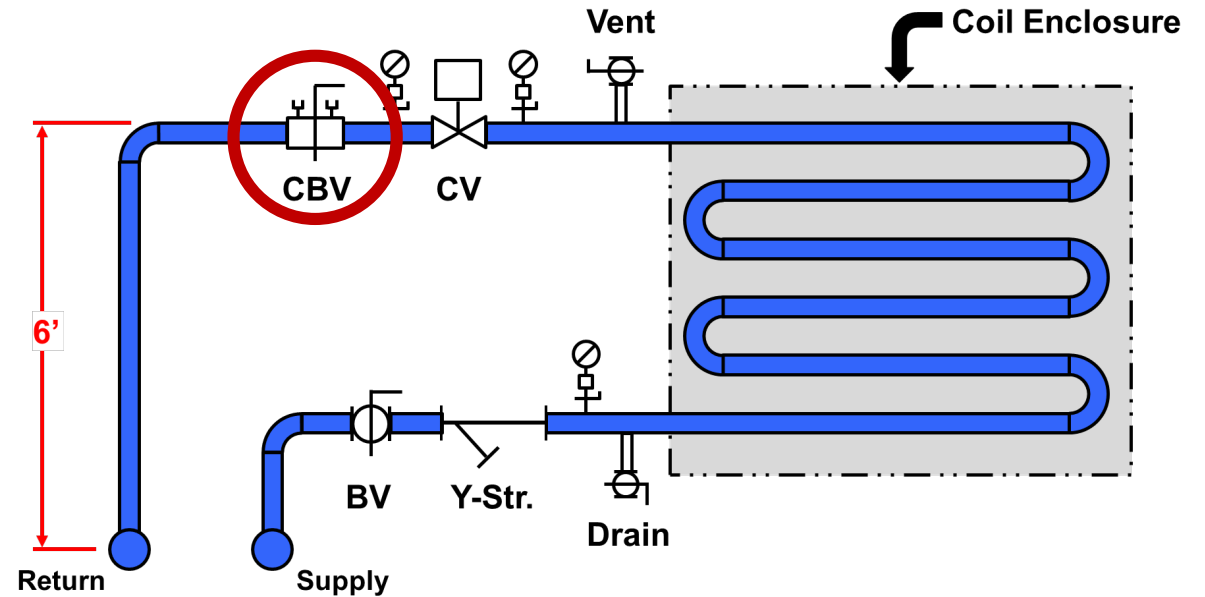 Vent
Coil Enclosure
CBV
CV
6’
BV
Y-Str.
Drain
Return
Supply